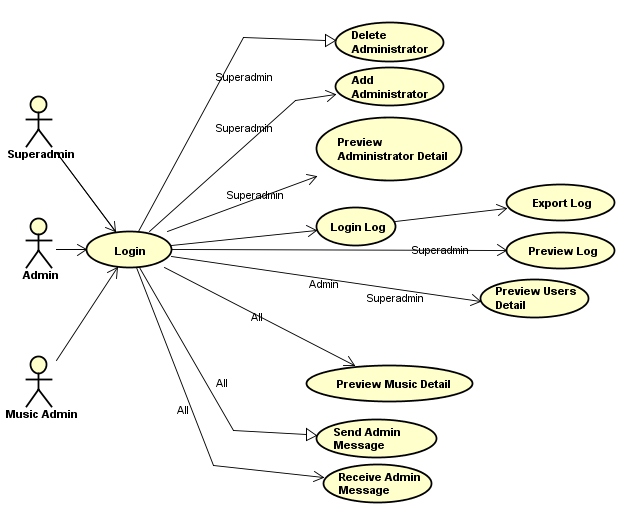 Delete
Administrator
Superadmin
Add
Administrator
Superadmin
Superadmin
Preview
Administrator Detail
Superadmin
Export Log
Login Log
Admin
Login
Superadmin
Preview Log
Admin
Superadmin
Preview Users
Detail
All
Preview Music Detail
Music Admin
All
All
Send Admin
Message
Receive Admin
Message